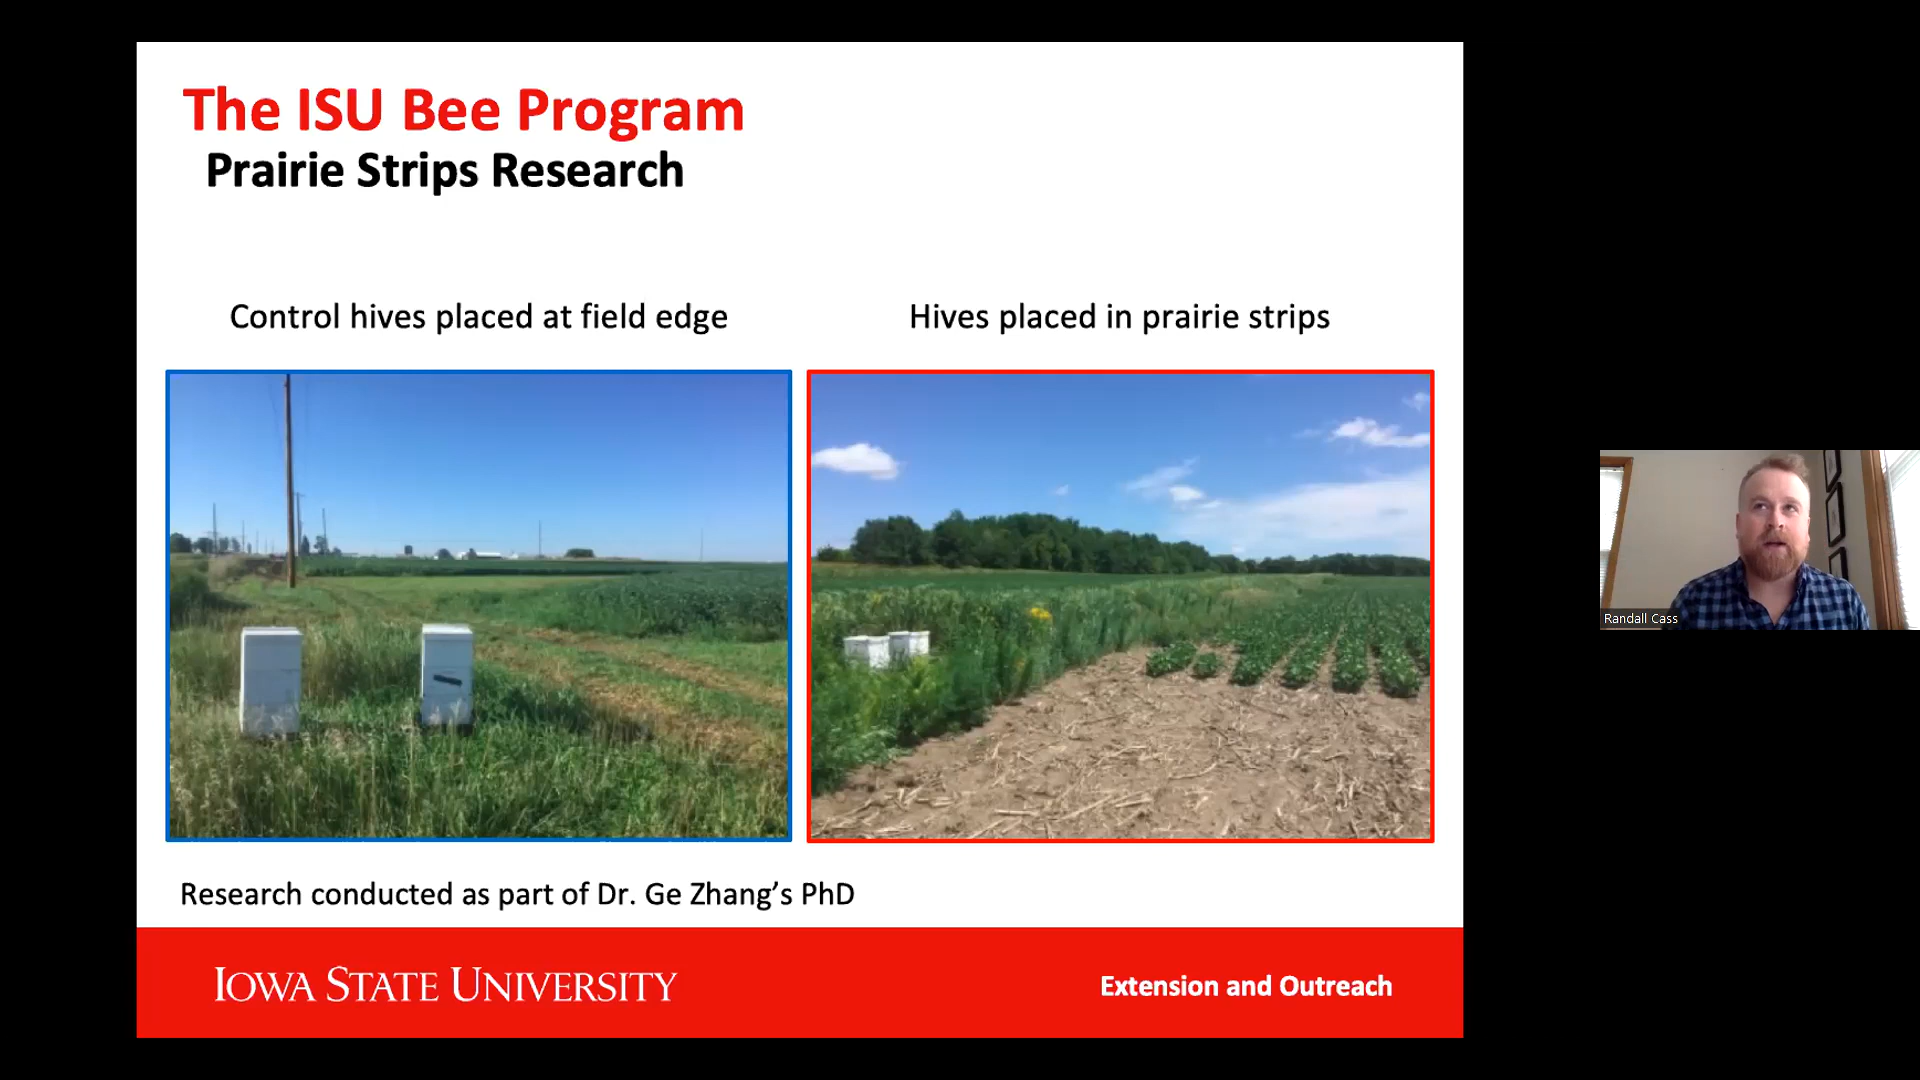 The ISU Bee Program
Prairie Strips Research
Control hives placed at field edge
Hives placed in prairie strips
Research conducted as part of Dr. Ge Zhang’s PhD
IOWA STATE UNIVERSITY
Extension and Outreach
Randall Cass